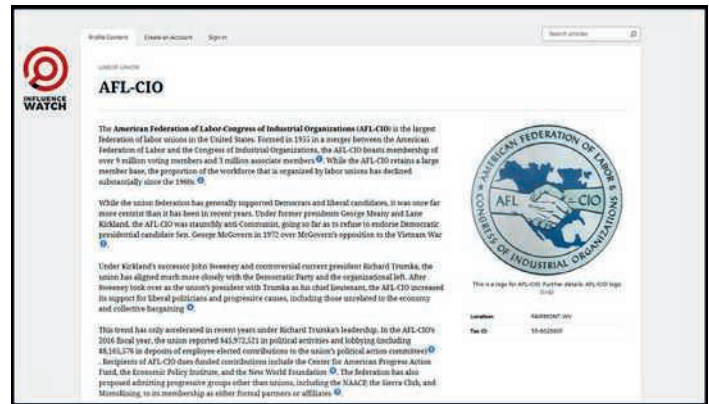 Profile Content Create an Account Sign in
Search articles
INFLUENCE
WATCH
LABOR UNION
AFL-CIO
The American Federation of Labor-Congress of Industrial Organizations (AFL-CIO) is the largest
federation of labor unions in the United States. Formed in 1955 in a merger between the American
Federation of Labor and the Congress of Industrial Organizations, the AFL-CIO boasts membership of
over 9 million voting members and 3 million associate members. While the AFL-CIO retains a large
member base, the proportion of the workforce that is organized by labor unions has declined
substantially since the 1960s.
While the union federation has generally supported Democrats and liberal candidates, it was once far
more centrist than it has been in recent years. Under former presidents George Meany and Lane
Kirkland, the AFL-CIO was staunchly anti-Communist, going so far as to refuse to endorse Democratic
presidential candidate Sen. George McGovern in 1972 over McGovern's opposition to the Vietnam War
.
Under Kirkland's successor John Sweeney and controversial current president Richard Trumka, the
union has aligned much more closely with the Democratic Party and the organizational left. After
Sweeney took over as the union's president with Trumka as his chief lieutenant, the AFL-CIO increased
its support for liberal politicians and progressive causes, including those unrelated to the economy
and collective bargaining.
This trend has only accelerated in recent years under Richard Trumka's leadership. In the AFL-CIO's
2016 fiscal year, the union reported $45,972,521 in political activities and lobbying (including
$8,165,576 in deposits of employee-elected contributions to the union's political action committee)
. Recipients of AFL-CIO dues-funded contributions include the Center for American Progress Action
Fund, the Economic Policy Institute, and the New World Foundation. The federation has also
proposed admitting progressive groups other than unions, including the NAACP, the Sierra Club, and
MomsRising, to its membership as either formal partners or affiliates.
AMERICAN FEDERATION OF LABOR &
CONGRESS OF INDUSTRIAL ORGANIZATIONS
AFL CIO
This is a logo for AFL-CIO. Further details: AFL-CIO logo
Location: FAIRMONT, WV
Tax ID: